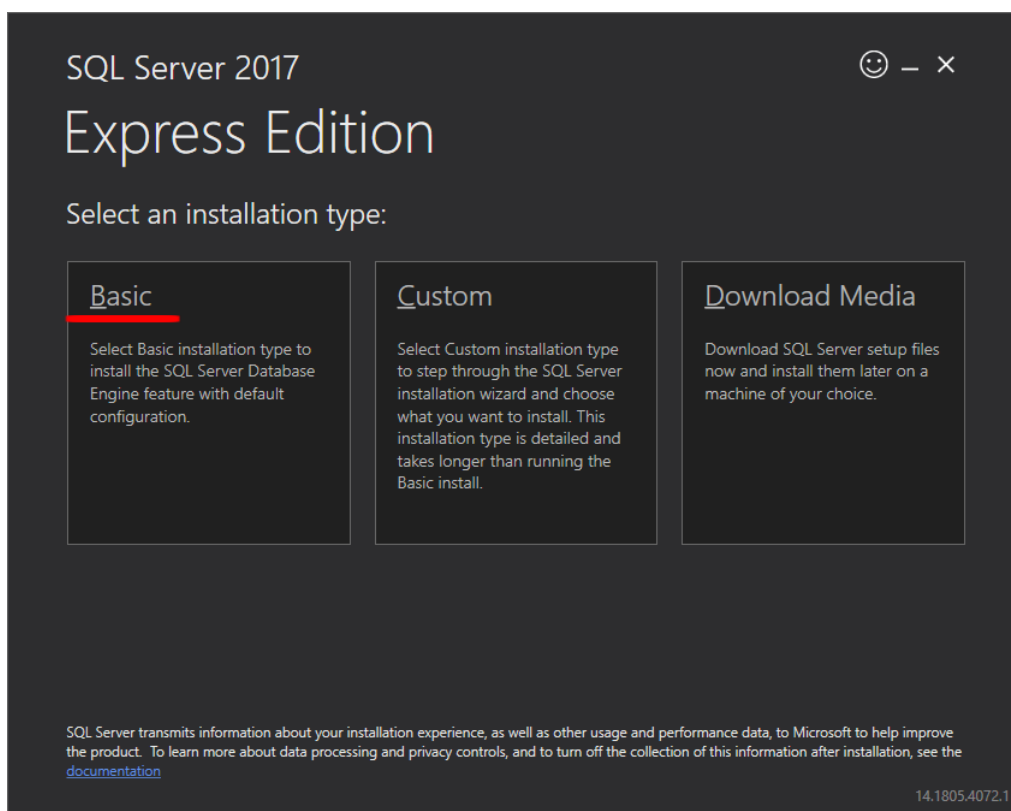 SQL Server 2017
Express Edition
Select an installation type:
Basic
Select Basic installation type to
install the SQL Server Database
Engine feature with default
configuration.
Custom
Select Custom installation type
to step through the SQL Server
installation wizard and choose
what you want to install. This
installation type is detailed and
takes longer than running the
Basic install.
Download Media
Download SQL Server setup files
now and install them later on a
machine of your choice.
SQL Server transmits information about your installation experience, as well as other usage and performance data, to Microsoft to help improve
the product.  To learn more about data processing and privacy controls, and to turn off the collection of this information after installation, see the
documentation
14.1805.4072.1